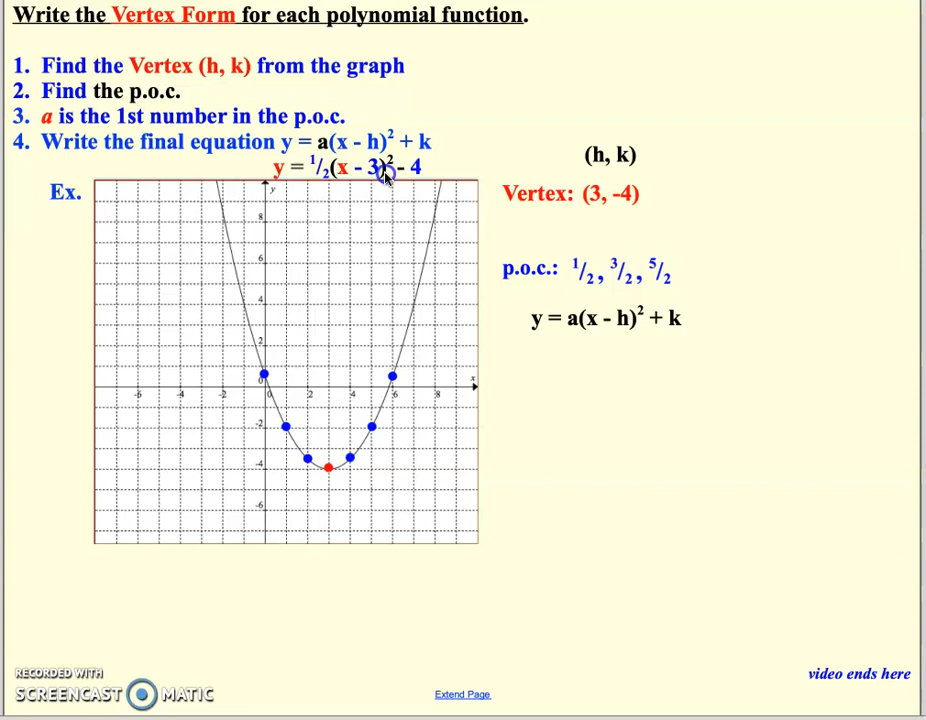 Write the Vertex Form for each polynomial function.
1. Find the Vertex (h, k) from the graph
2. Find the p.o.c.
3. a is the 1st number in the p.o.c.
4. Write the final equation y = a(x - h)² + k
y = ¹/₂(x - 3)² - 4
Ex.
(h, k)
Vertex: (3, -4)
p.o.c.: ¹/₂, ³/₂, ⁵/₂
y = a(x - h)² + k
y
8
6
4
2
0
x
-6 -4 -2 0 2 4 6 8
-2
-4
-6
video ends here
RECORDED WITH
SCREENCAST MATIC
Extend Page